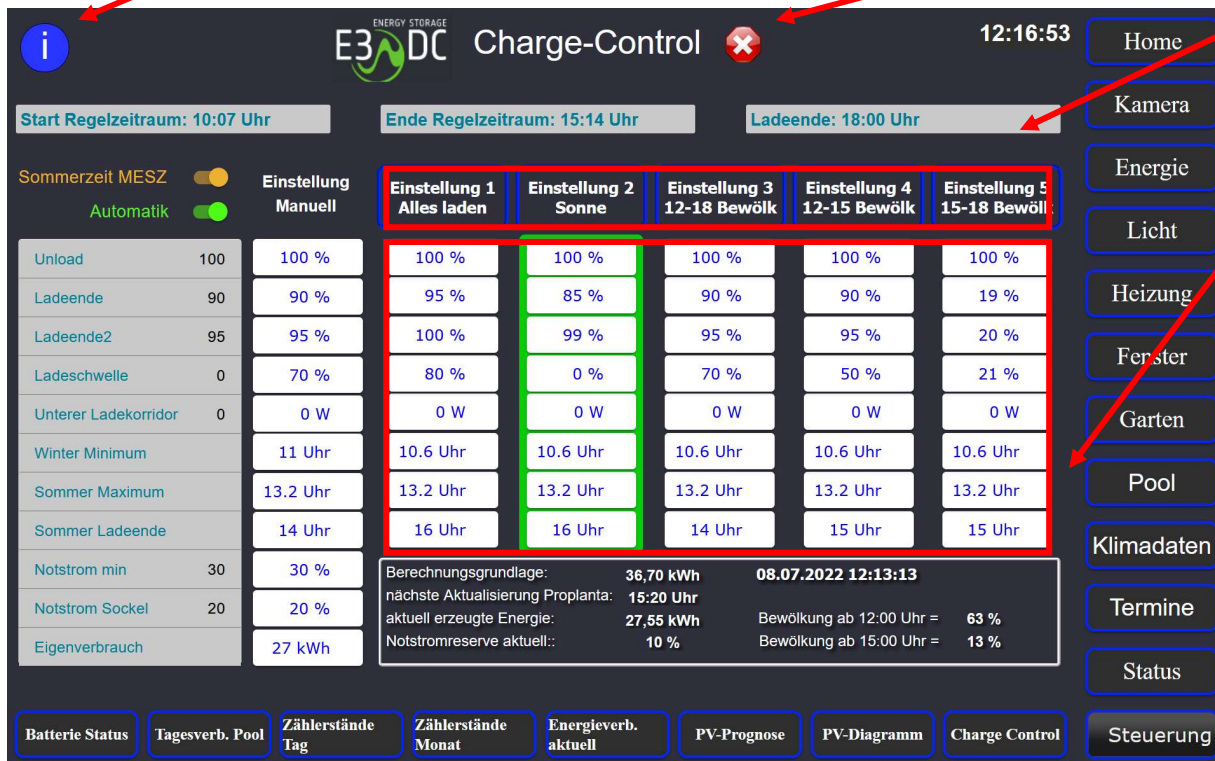 i
ENERGY STORAGE
E3 DC
Charge-Control
12:16:53
Home
Kamera
Start Regelzeitraum: 10:07 Uhr
Ende Regelzeitraum: 15:14 Uhr
Ladeende: 18:00 Uhr
Energie
Sommerzeit MESZ
Automatik
Einstellung
Manuell
Einstellung 1
Alles laden
Einstellung 2
Sonne
Einstellung 3
12-18 Bewölk
Einstellung 4
12-15 Bewölk
Einstellung 5
15-18 Bewölk
Licht
Unload 100 100 % 100 % 100 % 100 % 100 % 100 %
Ladeende 90 90 % 95 % 85 % 90 % 90 % 19 %
Heizung
Ladeende2 95 95 % 100 % 99 % 95 % 95 % 20 %
Fenster
Ladeschwelle 0 70 % 80 % 0 % 70 % 50 % 21 %
Unterer Ladekorridor 0 0 W 0 W 0 W 0 W 0 W 0 W
Garten
Winter Minimum 11 Uhr 10.6 Uhr 10.6 Uhr 10.6 Uhr 10.6 Uhr 10.6 Uhr
Pool
Sommer Maximum 13.2 Uhr 13.2 Uhr 13.2 Uhr 13.2 Uhr 13.2 Uhr 13.2 Uhr
Sommer Ladeende 14 Uhr 16 Uhr 16 Uhr 14 Uhr 15 Uhr 15 Uhr
Klimadaten
Notstrom min 30 30 %
Notstrom Sockel 20 20 %
Eigenverbrauch 27 kWh
Berechnungsgrundlage: 36,70 kWh 08.07.2022 12:13:13
nächste Aktualisierung Proplanta: 15:20 Uhr
aktuell erzeugte Energie: 27,55 kWh Bewölkung ab 12:00 Uhr = 63 %
Notstromreserve aktuell:: 10 % Bewölkung ab 15:00 Uhr = 13 %
Termine
Status
Batterie Status
Tagesverb. Pool
Zählerstände
Tag
Zählerstände
Monat
Energieverb.
aktuell
PV-Prognose
PV-Diagramm
Charge Control
Steuerung